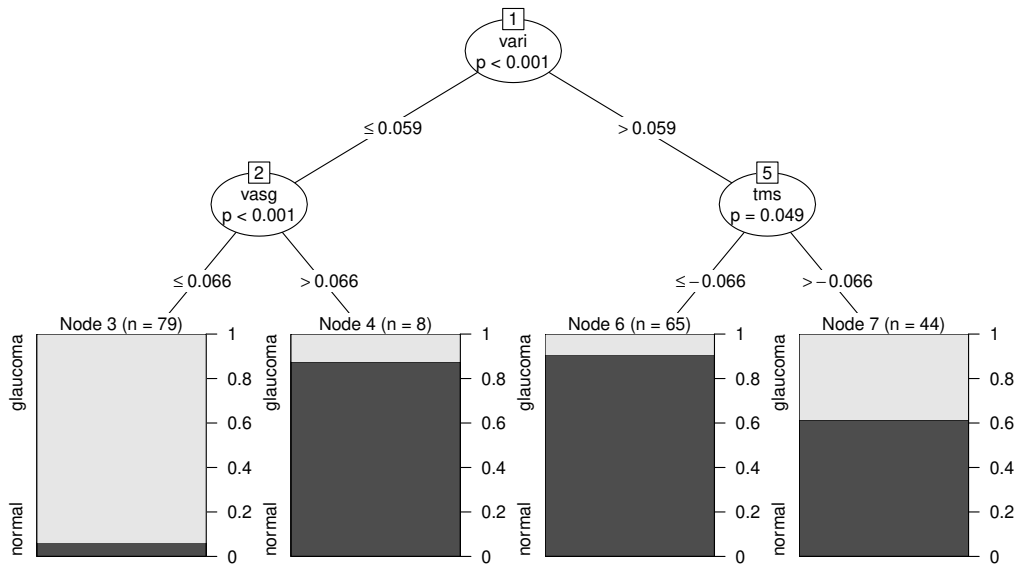 1
vari
p < 0.001
≤ 0.059
> 0.059
2
vasg
p < 0.001
5
tms
p = 0.049
≤ 0.066
> 0.066
≤ −0.066
> −0.066
Node 3 (n = 79)
normal
glaucoma
0
0.2
0.4
0.6
0.8
1
Node 4 (n = 8)
normal
glaucoma
0
0.2
0.4
0.6
0.8
1
Node 6 (n = 65)
normal
glaucoma
0
0.2
0.4
0.6
0.8
1
Node 7 (n = 44)
normal
glaucoma
0
0.2
0.4
0.6
0.8
1